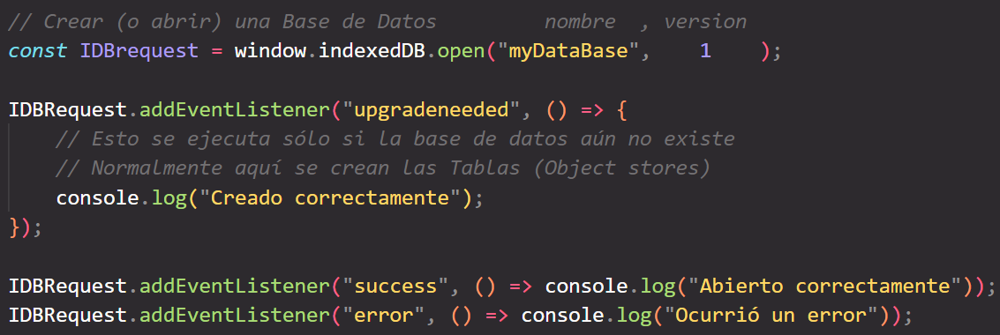 // Crear (o abrir) una Base de Datos         nombre  , version
const IDBrequest = window.indexedDB.open("myDataBase",    1    );
IDBRequest.addEventListener("upgradeneeded", () => {
    // Esto se ejecuta sólo si la base de datos aún no existe
    // Normalmente aquí se crean las Tablas (Object stores)
    console.log("Creado correctamente");
});
IDBRequest.addEventListener("success", () => console.log("Abierto correctamente"));
IDBRequest.addEventListener("error", () => console.log("Ocurrió un error"));